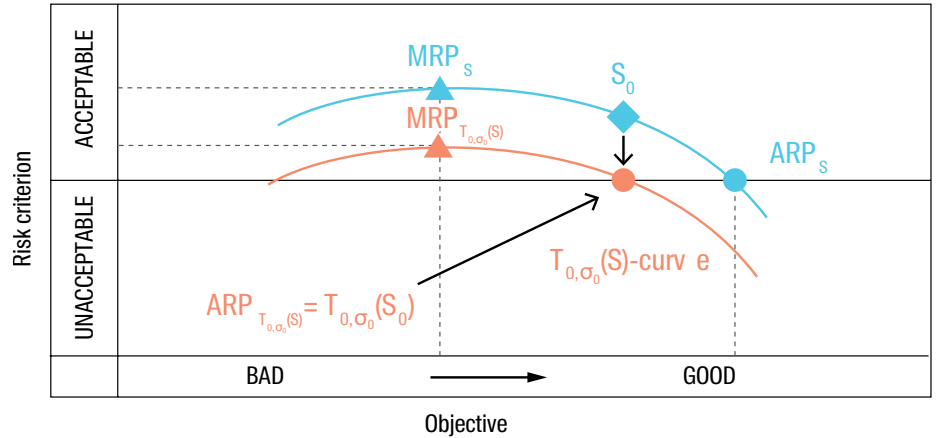 MRP S
S₀
ACCEPTABLE
MRP T₀,σ₀(S)
ARP S
Risk criterion
UNACCEPTABLE
T₀,σ₀(S)-curv e
ARP T₀,σ₀(S) = T₀,σ₀(S₀)
BAD
GOOD
Objective